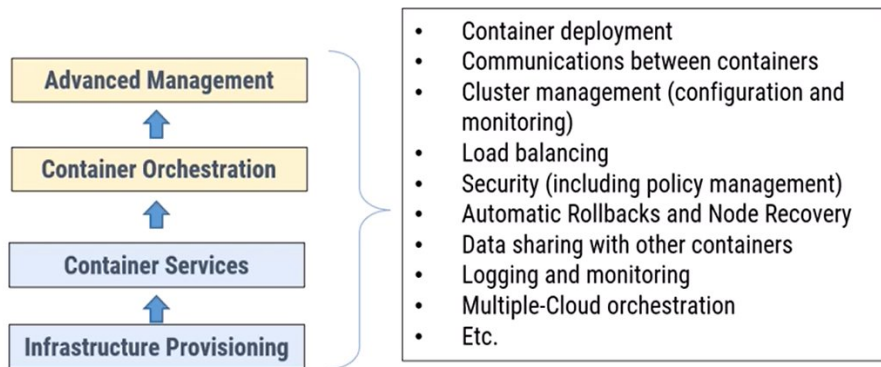 Advanced Management
Container Orchestration
Container Services
Infrastructure Provisioning
• Container deployment
• Communications between containers
• Cluster management (configuration and
monitoring)
• Load balancing
• Security (including policy management)
• Automatic Rollbacks and Node Recovery
• Data sharing with other containers
• Logging and monitoring
• Multiple-Cloud orchestration
• Etc.